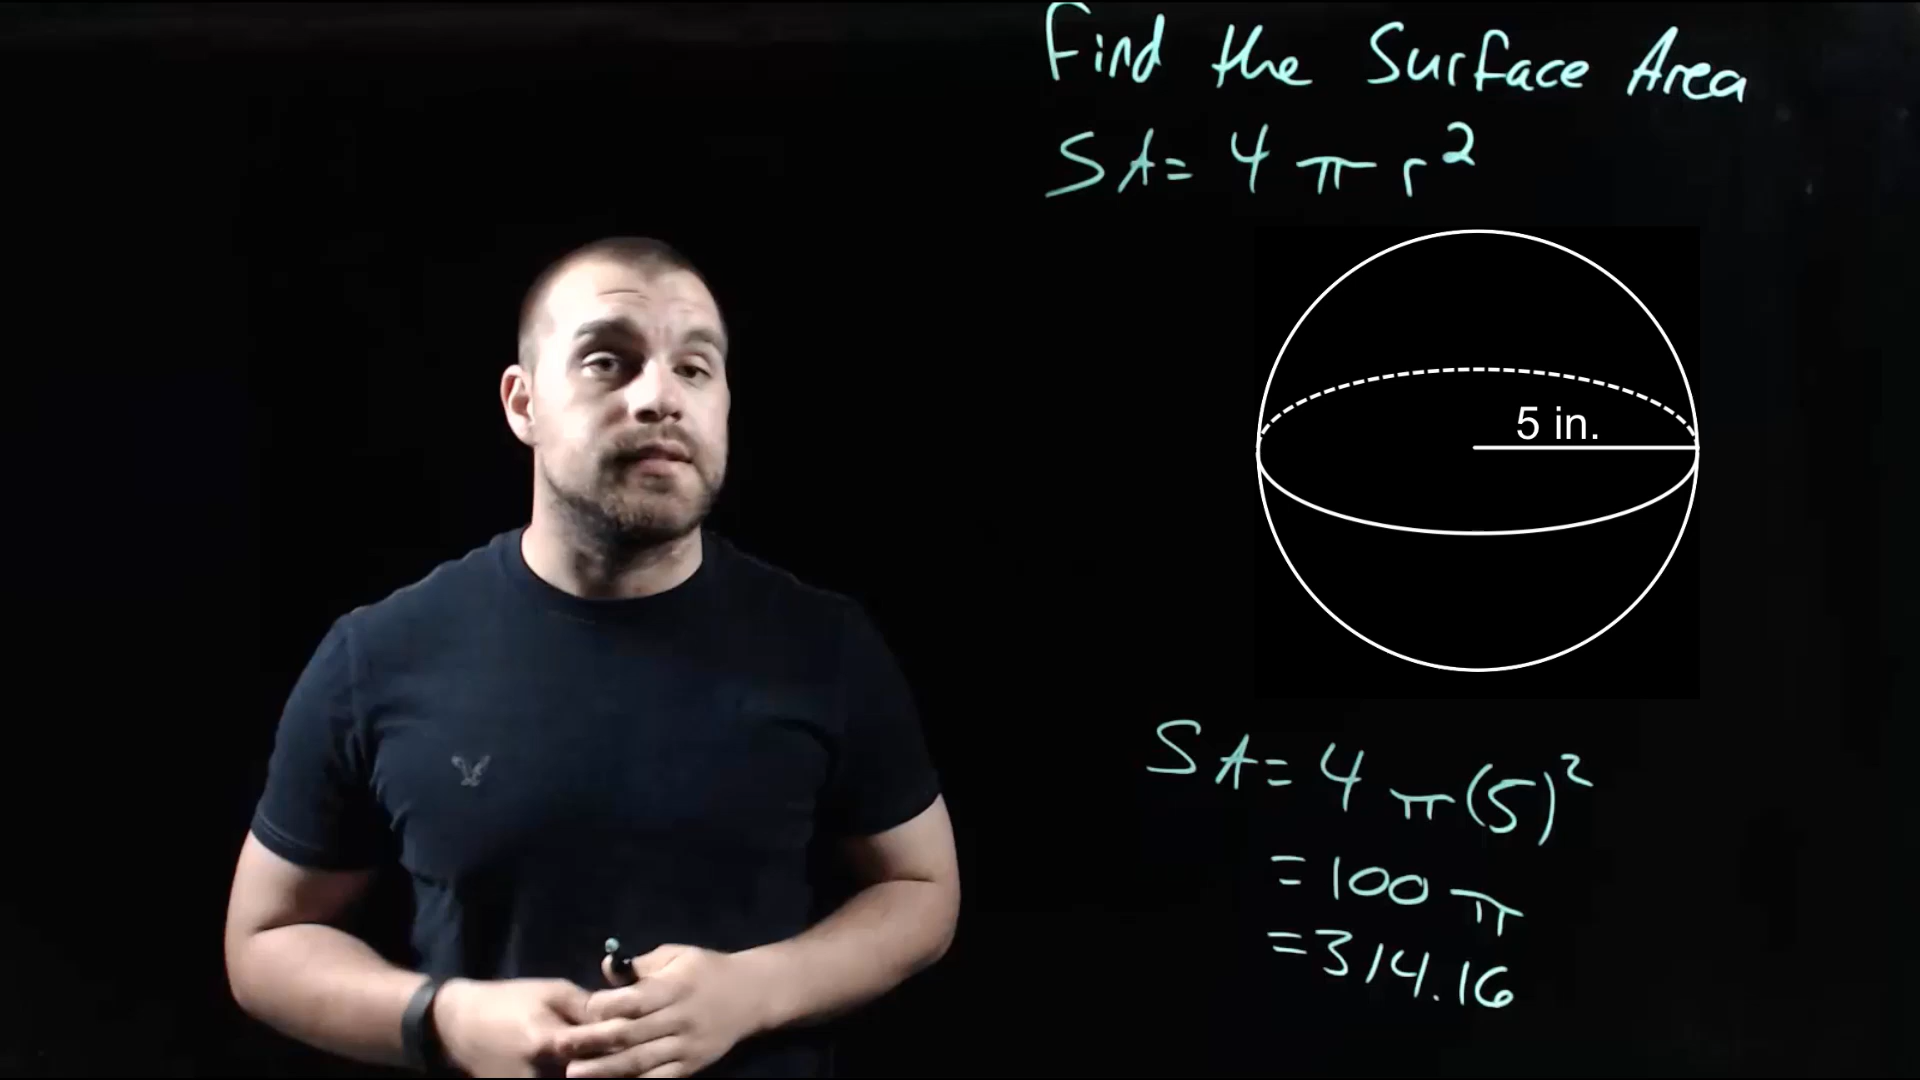 Find the Surface Area
SA = 4 π r²
5 in.
SA = 4 π (5)²
= 100 π
= 314.16